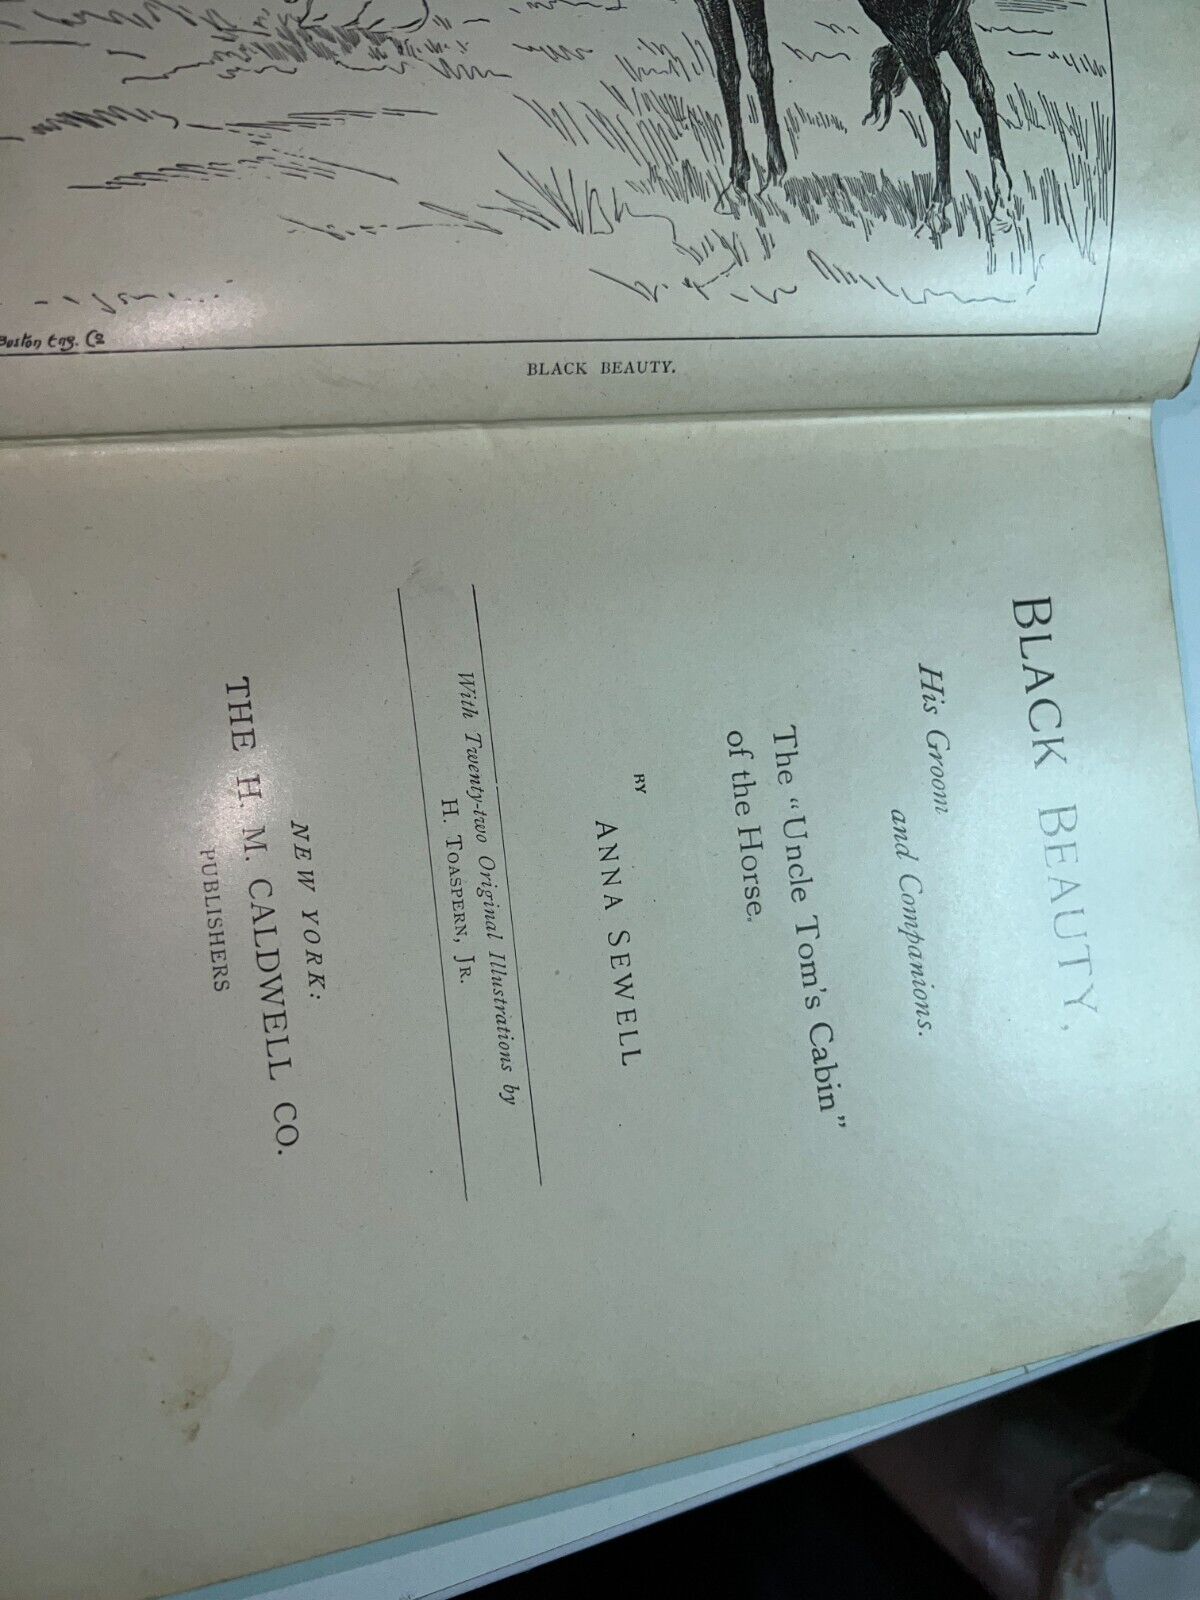 Boston Eng. Co
BLACK BEAUTY.
BLACK BEAUTY,
His Groom
and Companions.
The "Uncle Tom's Cabin"
of the Horse.
BY
ANNA SEWELL
With Twenty-two Original Illustrations by
H. TOASPERN, JR.
NEW YORK:
THE H. M. CALDWELL CO.
PUBLISHERS